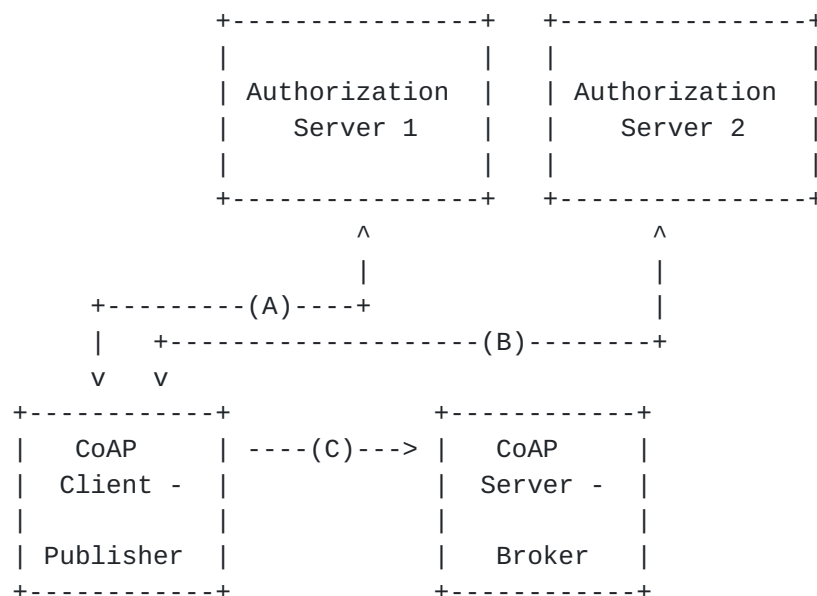 Authorization Authorization
Server 1 Server 2
(A)
(B)
CoAP (C) CoAP
Client - Server -
Publisher Broker